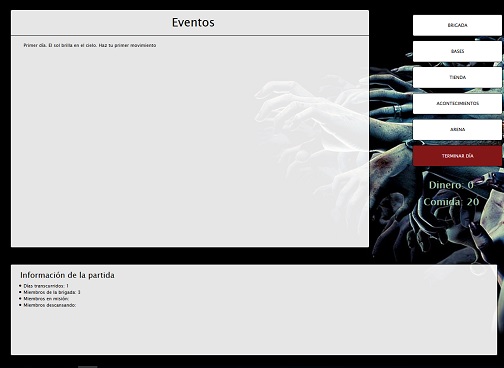 Eventos
Primer día. El sol brilla en el cielo. Haz tu primer movimiento
BRIGADA
BASES
TIENDA
ACONTECIMIENTOS
ARENA
TERMINAR DÍA
Dinero: 0
Comida: 20
Información de la partida
Días transcurridos: 1
Miembros de la brigada: 3
Miembros en misión:
Miembros descansando: